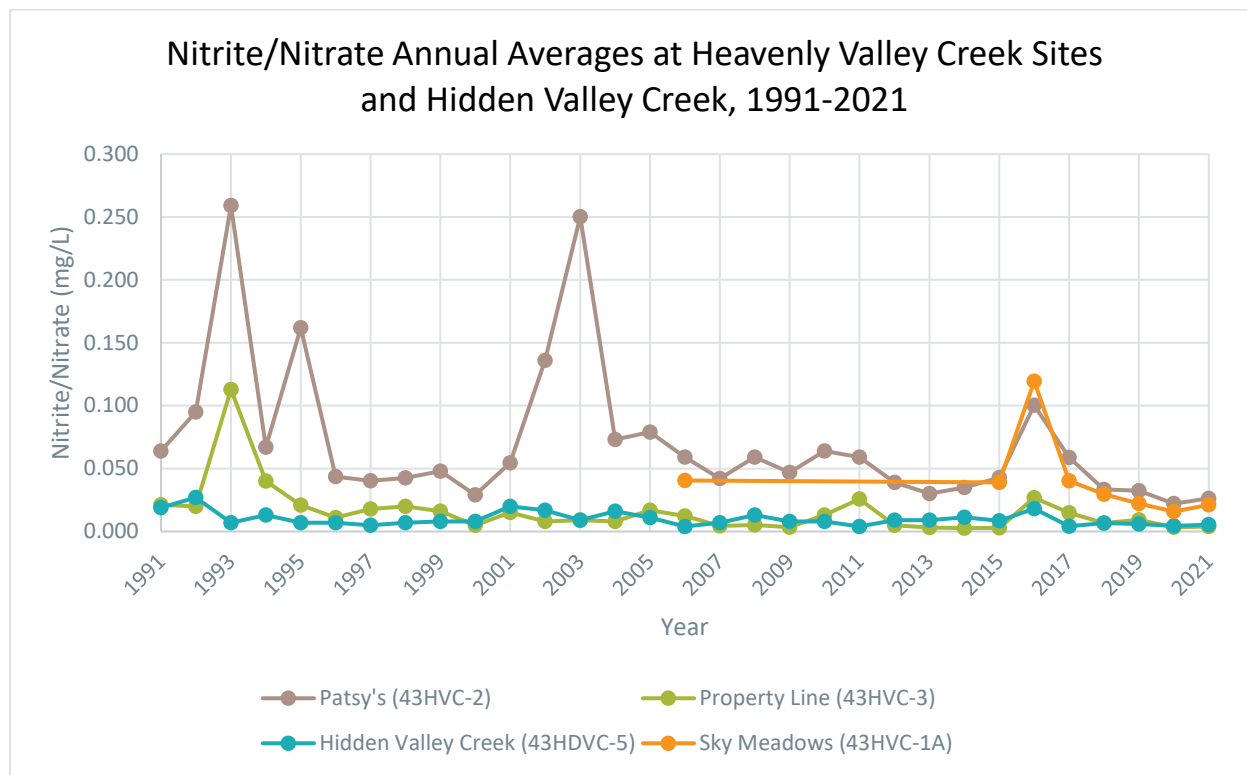 Nitrite/Nitrate Annual Averages at Heavenly Valley Creek Sites
and Hidden Valley Creek, 1991-2021
Nitrite/Nitrate (mg/L)
0.300
0.250
0.200
0.150
0.100
0.050
0.000
1991
1993
1995
1997
1999
2001
2003
2005
2007
2009
2011
2013
2015
2017
2019
2021
Year
Patsy's (43HVC-2)
Property Line (43HVC-3)
Hidden Valley Creek (43HDVC-5)
Sky Meadows (43HVC-1A)